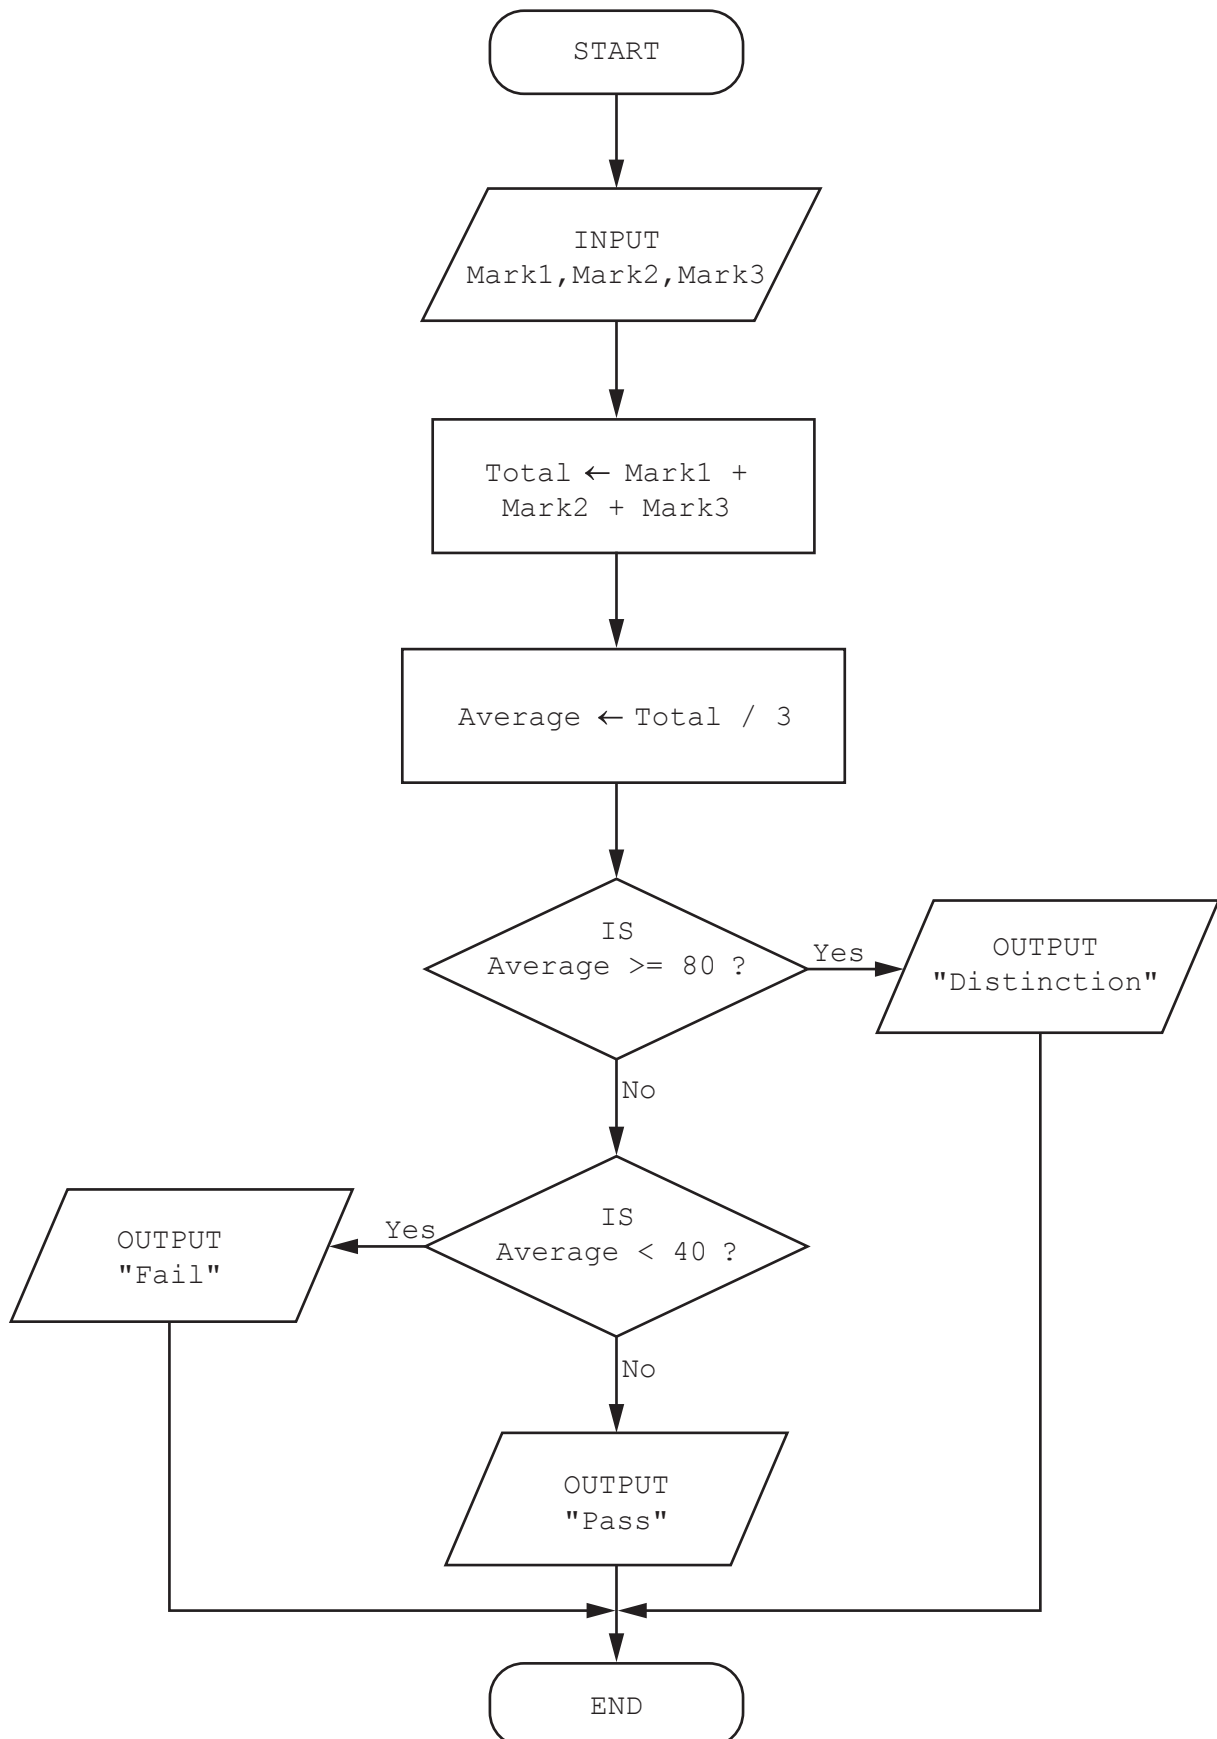 START
INPUT
Mark1,Mark2,Mark3
Total ← Mark1 +
Mark2 + Mark3
Average ← Total / 3
IS
Average >= 80 ?
Yes
OUTPUT
"Distinction"
No
IS
Average < 40 ?
Yes
OUTPUT
"Fail"
No
OUTPUT
"Pass"
END